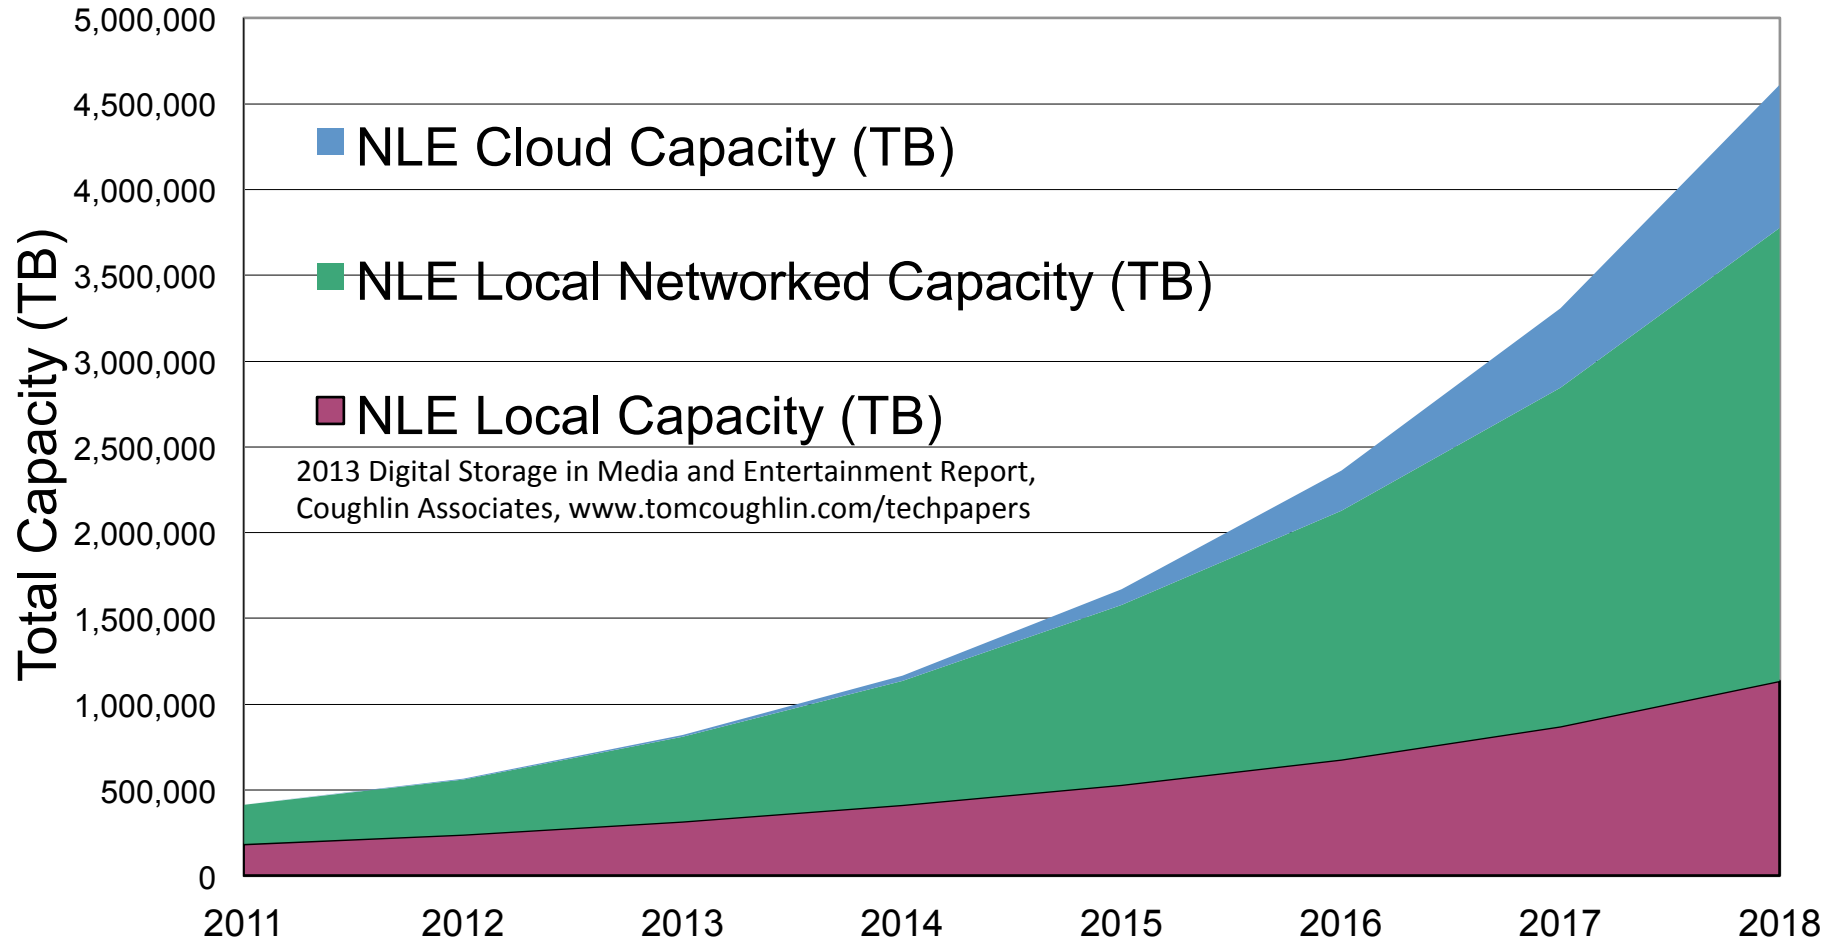 5,000,000
4,500,000
4,000,000
3,500,000
3,000,000
2,500,000
2,000,000
1,500,000
1,000,000
500,000
0
Total Capacity (TB)
NLE Cloud Capacity (TB)
NLE Local Networked Capacity (TB)
NLE Local Capacity (TB)
2013 Digital Storage in Media and Entertainment Report,
Coughlin Associates, www.tomcoughlin.com/techpapers
2011 2012 2013 2014 2015 2016 2017 2018